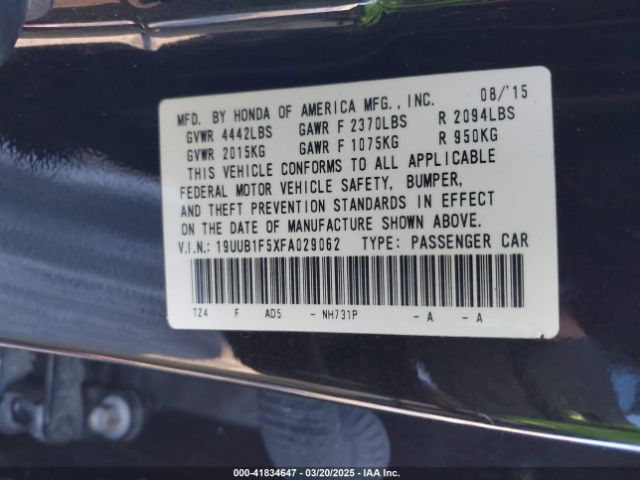 MFD. BY HONDA OF AMERICA MFG., INC. 08/'15
GVWR 4442LBS GAWR F 2370LBS R 2094LBS
GVWR 2015KG GAWR F 1075KG R 950KG
THIS VEHICLE CONFORMS TO ALL APPLICABLE
FEDERAL MOTOR VEHICLE SAFETY, BUMPER,
AND THEFT PREVENTION STANDARDS IN EFFECT
ON THE DATE OF MANUFACTURE SHOWN ABOVE.
V.I.N.: 19UUB1F5XFA029062 TYPE: PASSENGER CAR
TZ4 F AD5 - NH731P - A - A
000-41834647 - 03/20/2025 - IAA Inc.